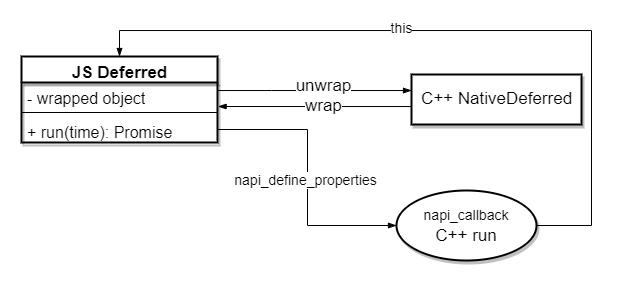 this
JS Deferred
- wrapped object
+ run(time): Promise
unwrap
wrap
C++ NativeDeferred
napi_define_properties
napi_callback
C++ run